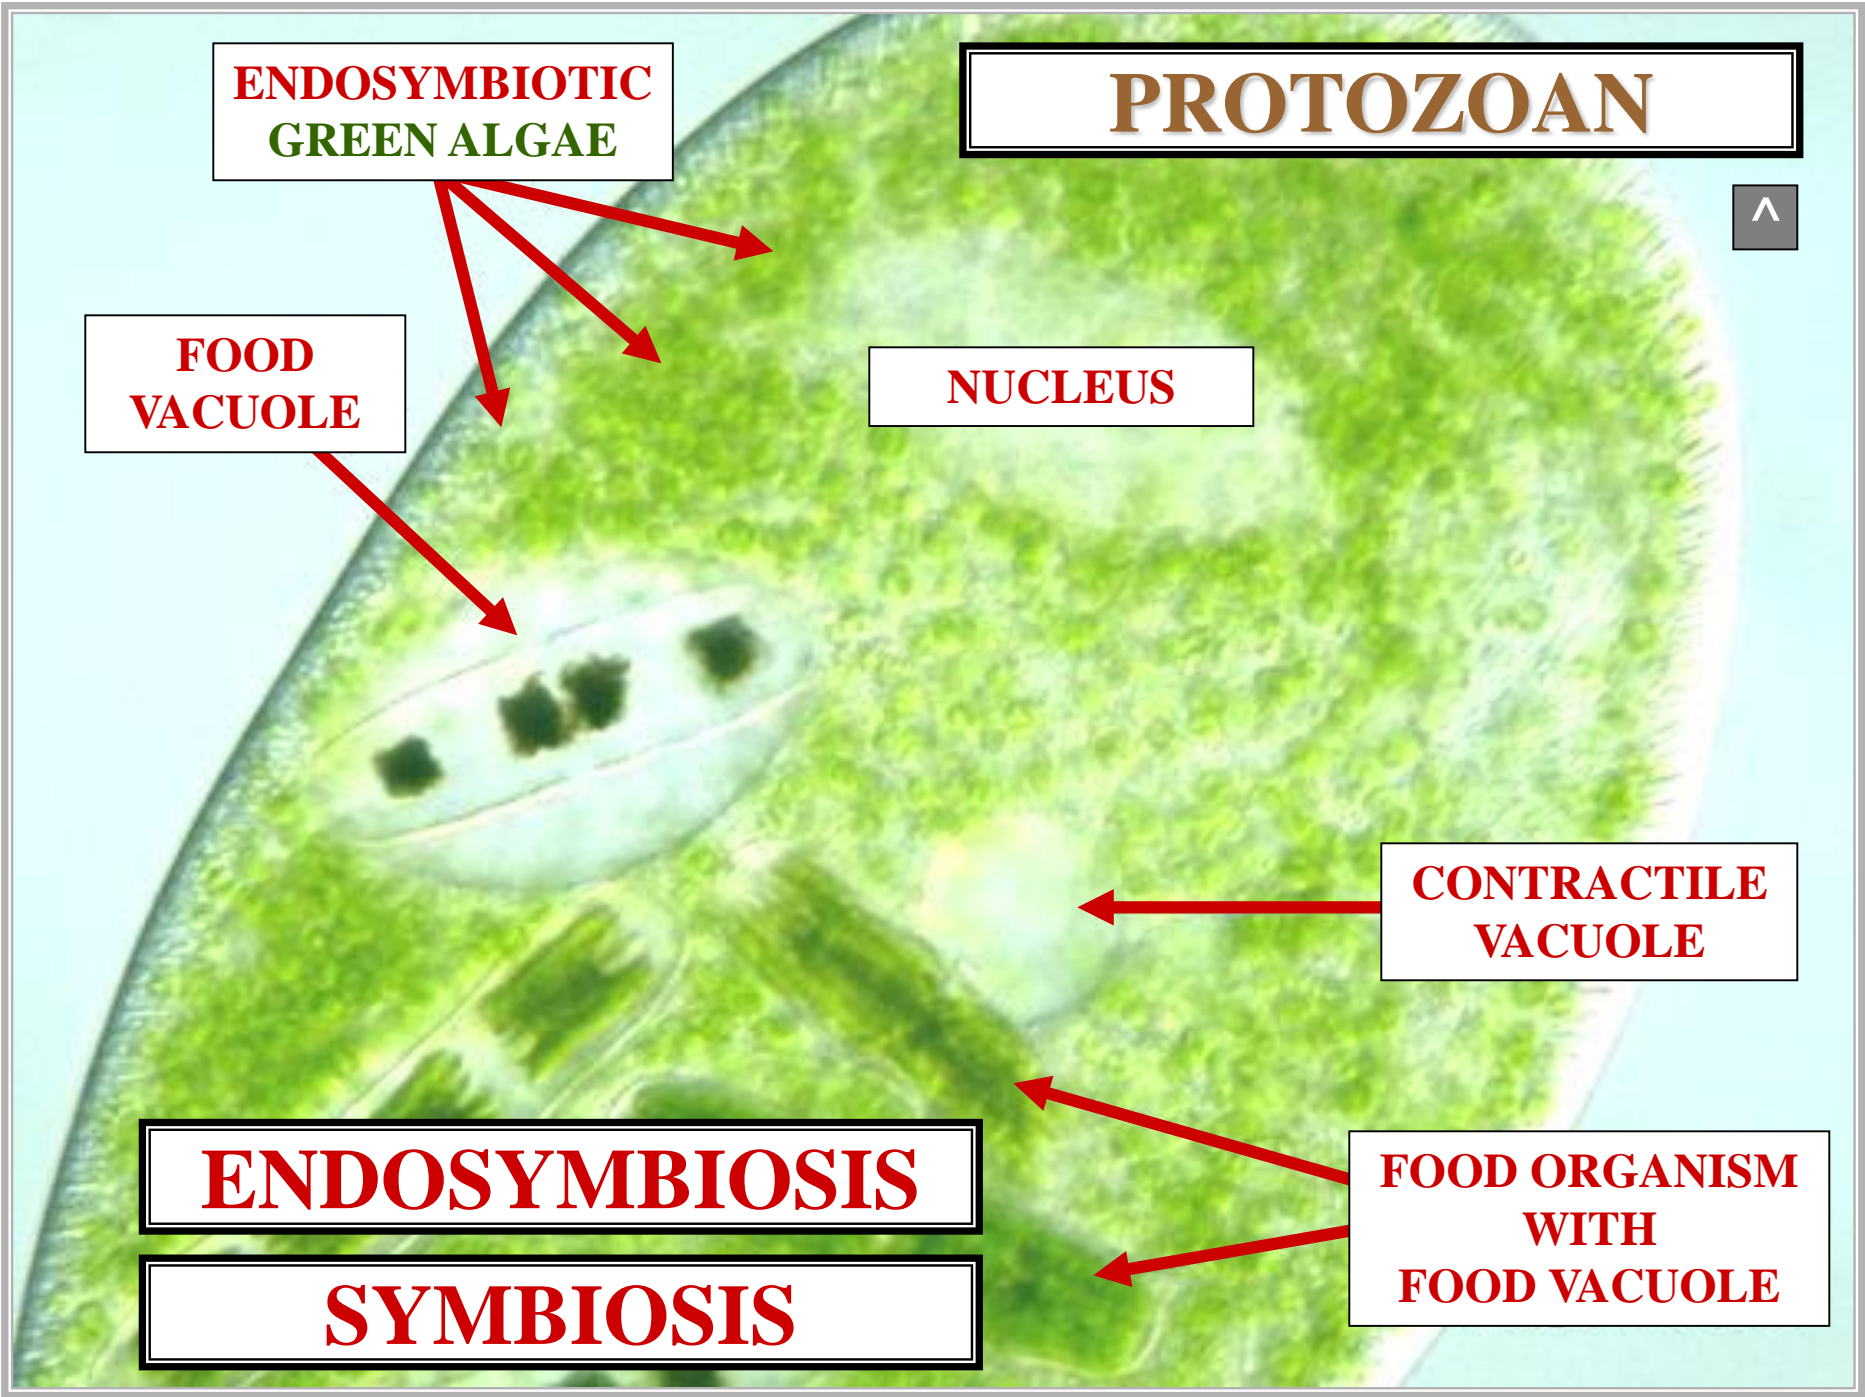 ENDOSYMBIOTIC
GREEN ALGAE
PROTOZOAN
^
FOOD
VACUOLE
NUCLEUS
CONTRACTILE
VACUOLE
FOOD ORGANISM
WITH
FOOD VACUOLE
ENDOSYMBIOSIS
SYMBIOSIS